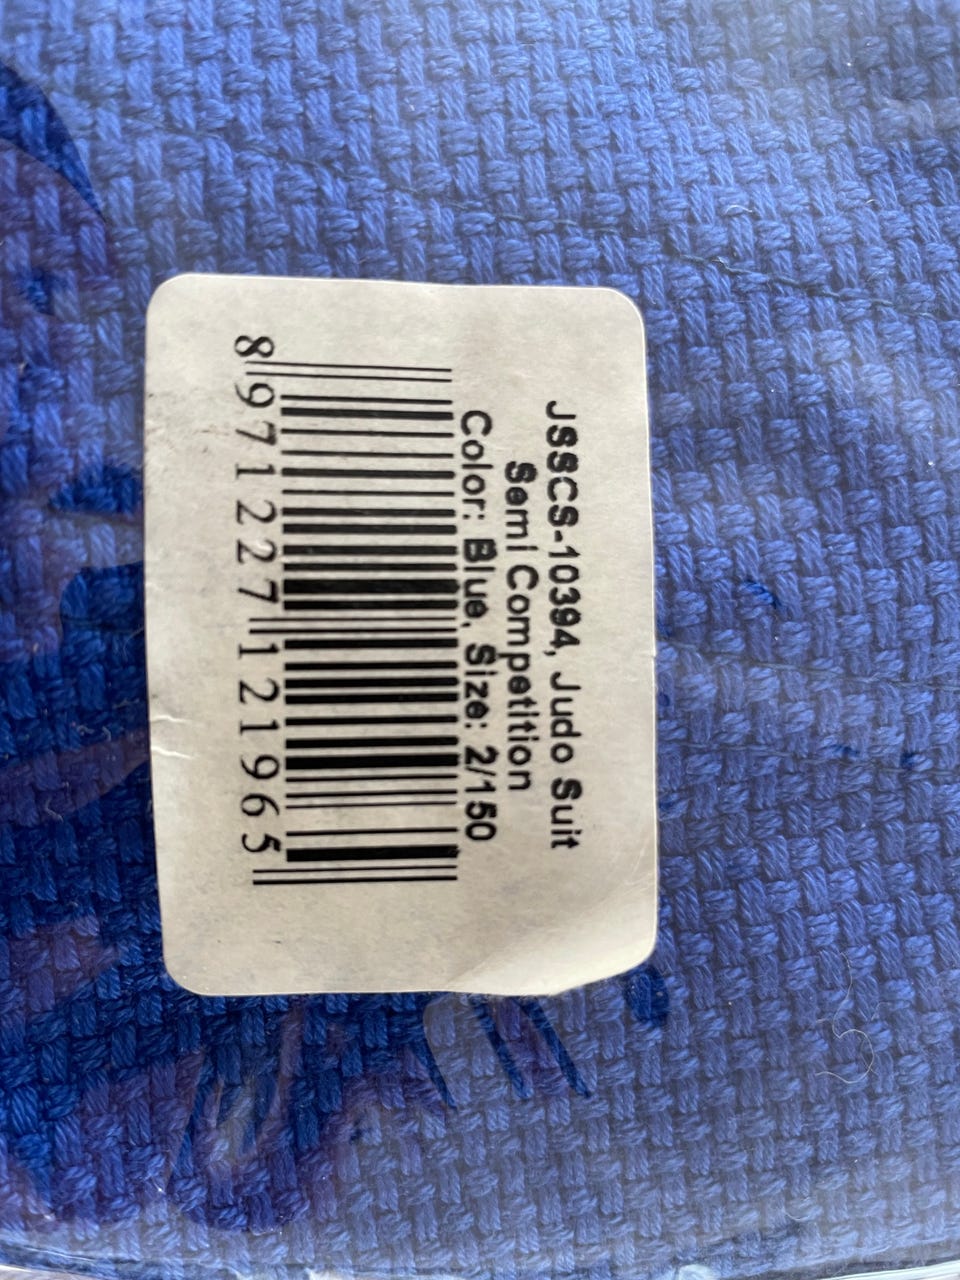 JSSCS-10394, Judo Suit
Semi Competition
Color: Blue, Size: 2/150
8 971227 121965